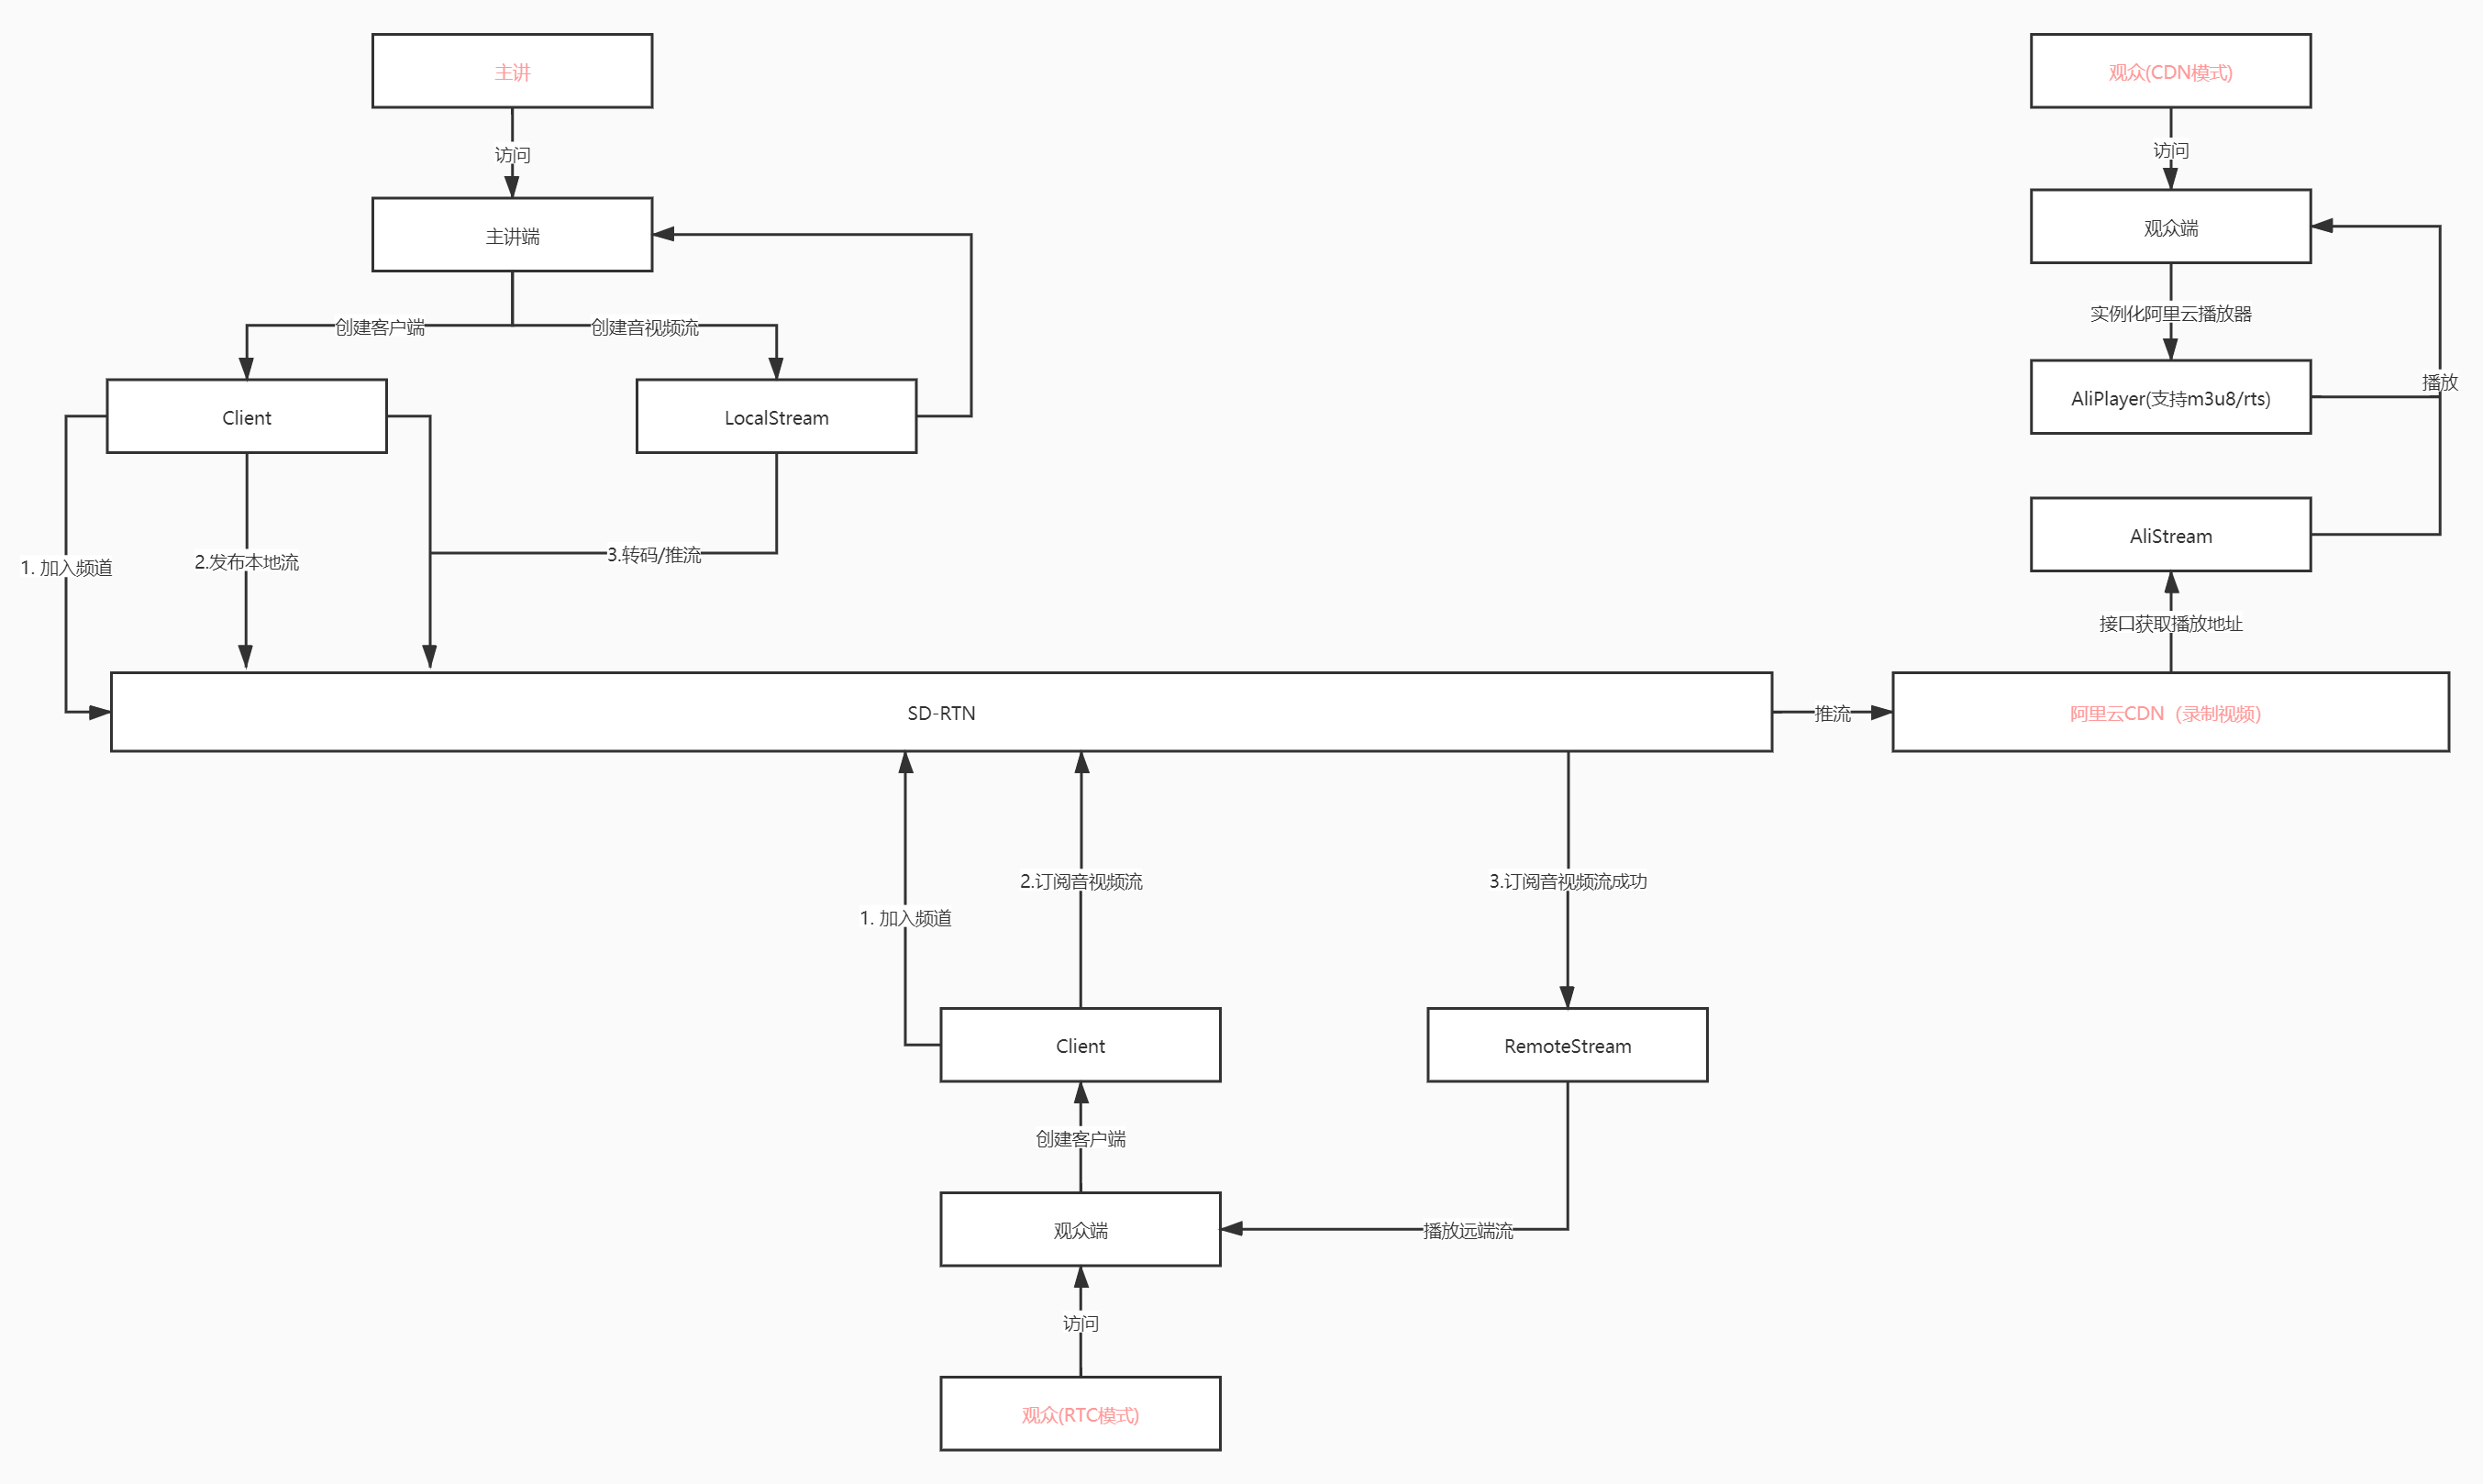 主讲
观众(CDN模式)
访问
访问
主讲端
观众端
实例化阿里云播放器
创建客户端
创建音视频流
播放
AliPlayer(支持m3u8/rts)
Client
LocalStream
AliStream
3.转码/推流
2.发布本地流
1. 加入频道
接口获取播放地址
SD-RTN
推流
阿里云CDN（录制视频）
2.订阅音视频流
3.订阅音视频流成功
1. 加入频道
Client
RemoteStream
创建客户端
观众端
播放远端流
访问
观众(RTC模式)